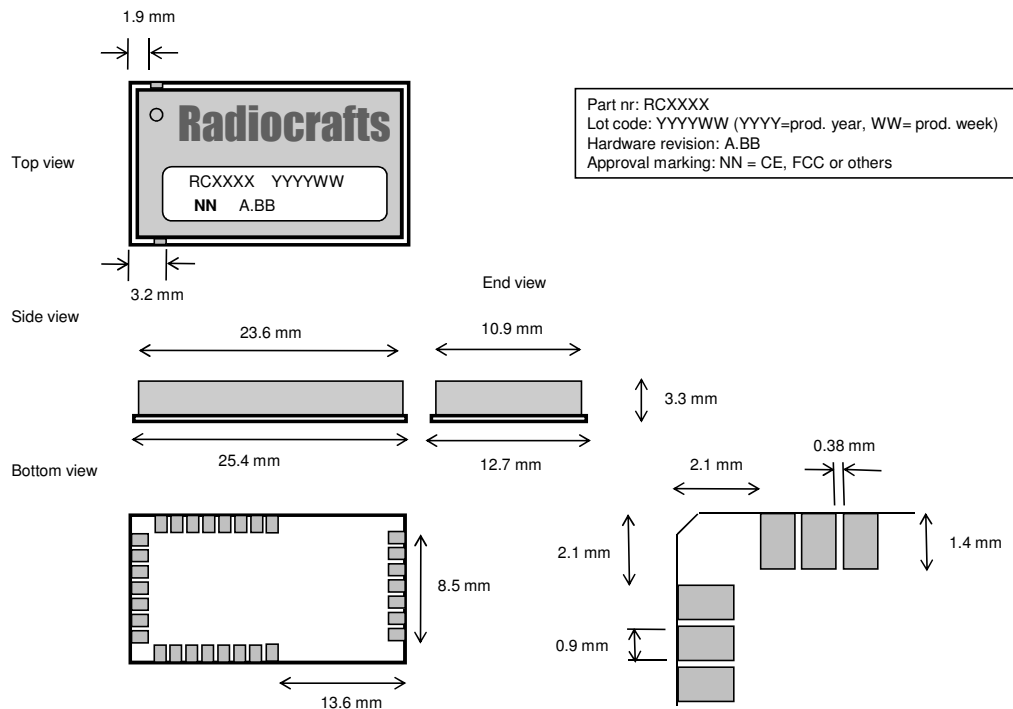 1.9 mm
Part nr: RCXXXX
Lot code: YYYYWW (YYYY=prod. year, WW= prod. week)
Hardware revision: A.BB
Approval marking: NN = CE, FCC or others
Radiocrafts
Top view
RCXXXX YYYYWW
NN A.BB
3.2 mm
End view
Side view
23.6 mm
10.9 mm
3.3 mm
25.4 mm
12.7 mm
0.38 mm
Bottom view
2.1 mm
2.1 mm
1.4 mm
8.5 mm
0.9 mm
13.6 mm